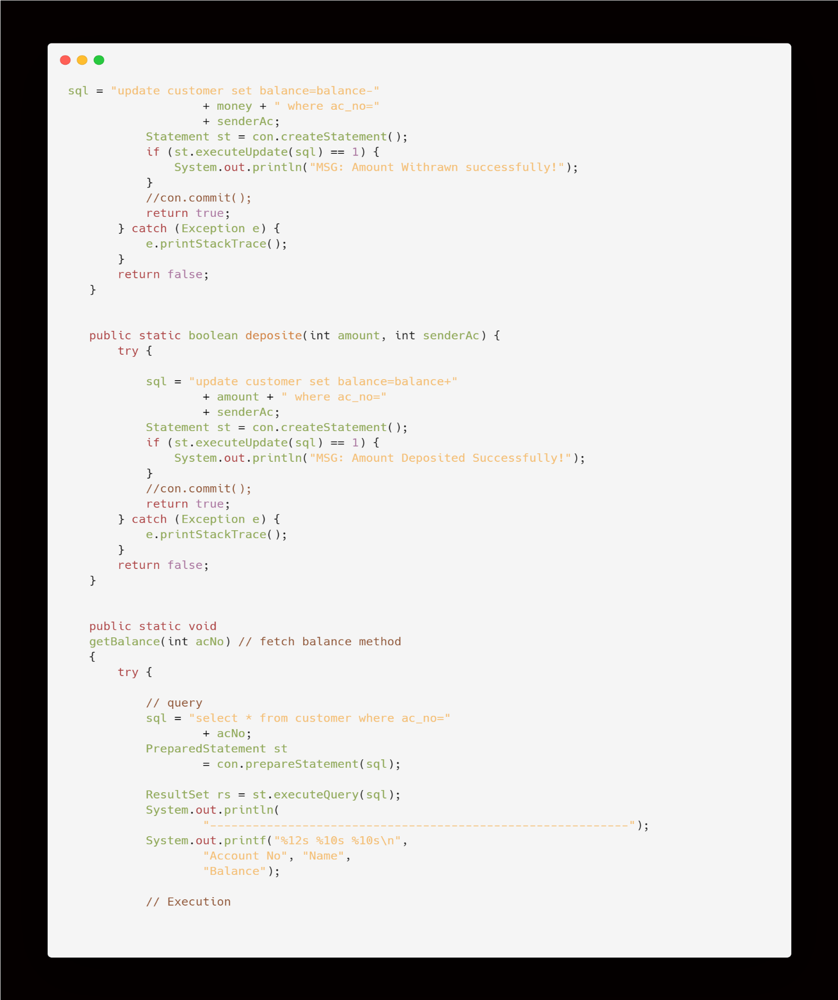 sql = "update customer set balance=balance-"
                   + money + " where ac_no="
                   + senderAc;
           Statement st = con.createStatement();
           if (st.executeUpdate(sql) == 1) {
               System.out.println("MSG: Amount Withrawn successfully!");
           }
           //con.commit();
           return true;
       } catch (Exception e) {
           e.printStackTrace();
       }
       return false;
   }

   public static boolean deposite(int amount, int senderAc) {
       try {

           sql = "update customer set balance=balance+"
                   + amount + " where ac_no="
                   + senderAc;
           Statement st = con.createStatement();
           if (st.executeUpdate(sql) == 1) {
               System.out.println("MSG: Amount Deposited Successfully!");
           }
           //con.commit();
           return true;
       } catch (Exception e) {
           e.printStackTrace();
       }
       return false;
   }

   public static void
   getBalance(int acNo) // fetch balance method
   {
       try {

           // query
           sql = "select * from customer where ac_no="
                   + acNo;
           PreparedStatement st
                   = con.prepareStatement(sql);

           ResultSet rs = st.executeQuery(sql);
           System.out.println(
                   "-----------------------------------------------------------");
           System.out.printf("%12s %10s %10s\n",
                   "Account No", "Name",
                   "Balance");

           // Execution